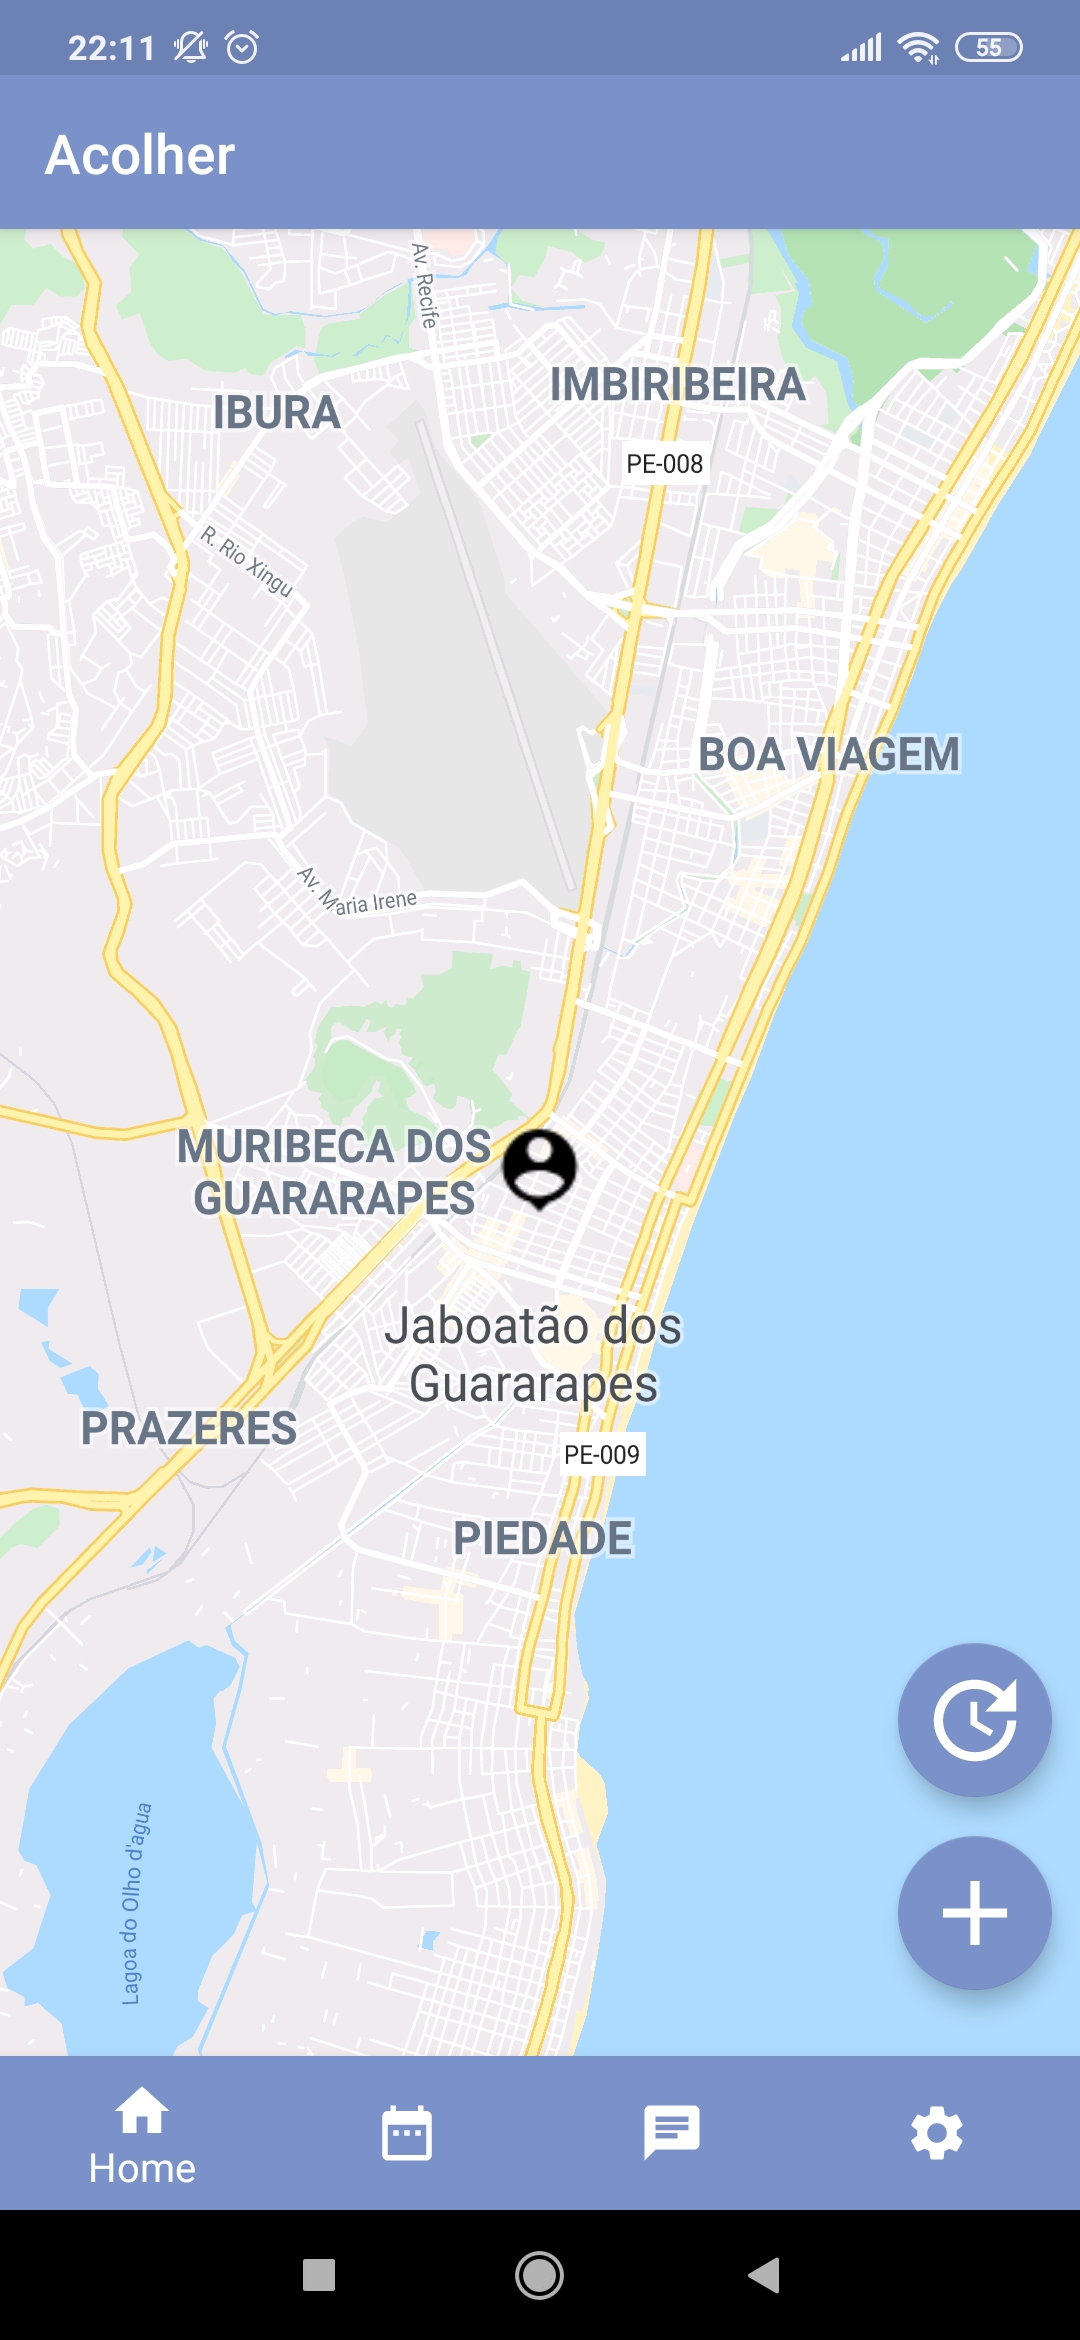 22:11
55
Acolher
Av. Recife
IMBIRIBEIRA
IBURA
PE-008
R. Rio Xingu
BOA VIAGEM
Av. Maria Irene
MURIBECA DOS
GUARARAPES
Jaboatão dos
Guararapes
PRAZERES
PE-009
PIEDADE
Lagoa do Olho d'agua
Home